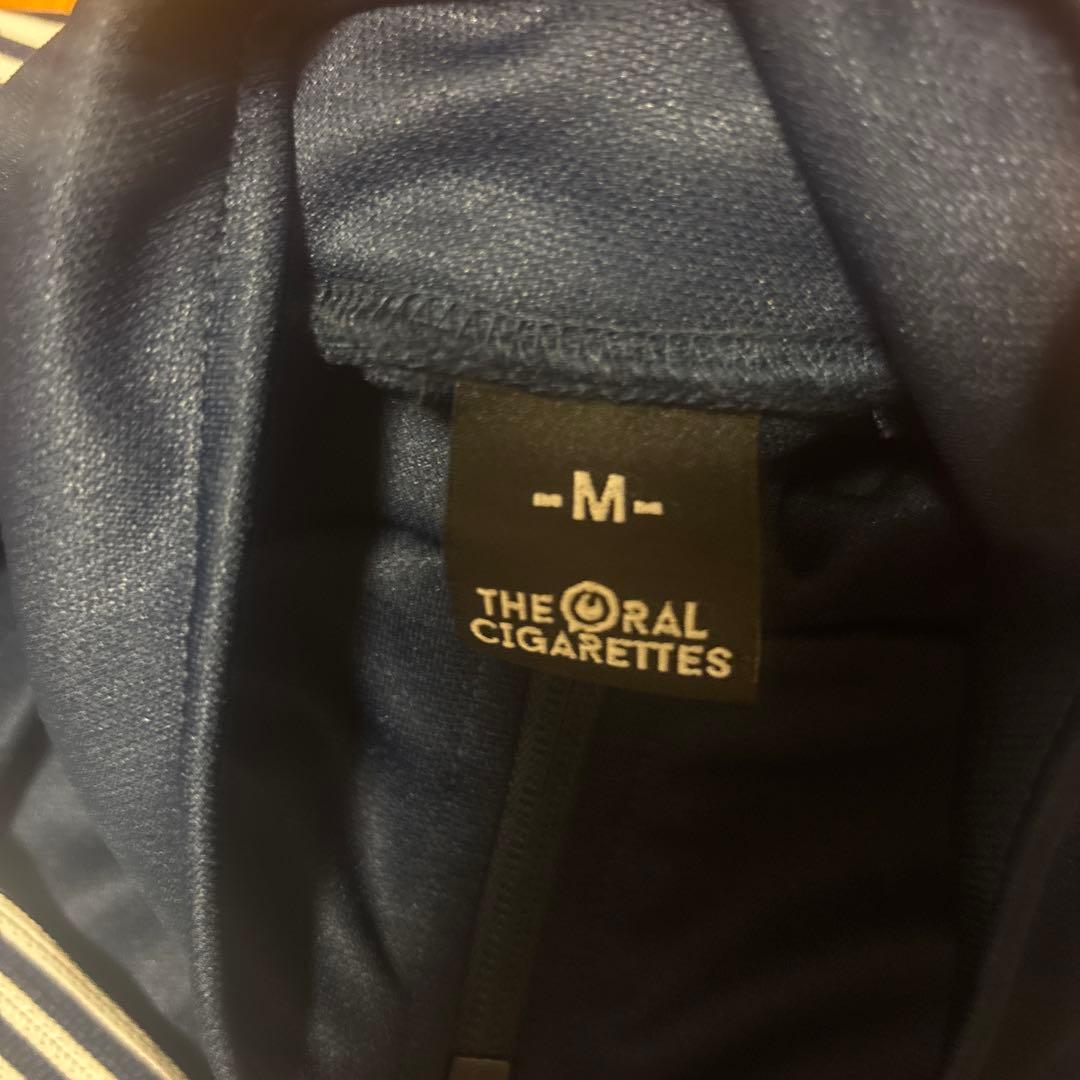 -M-
THE ORAL
CIGARETTES